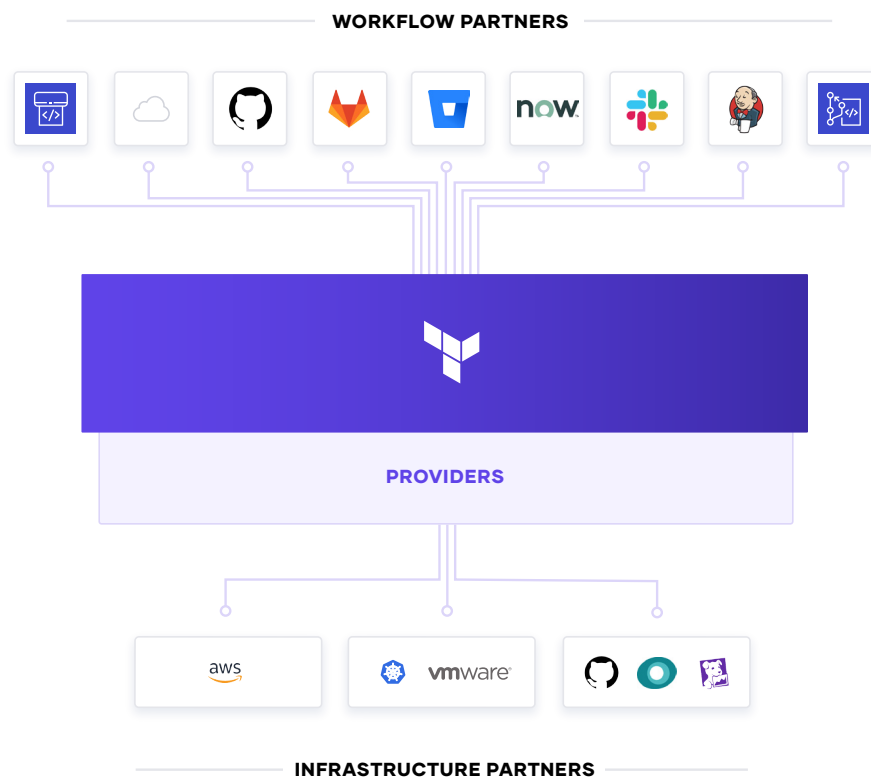 WORKFLOW PARTNERS
now
PROVIDERS
aws
vmware
INFRASTRUCTURE PARTNERS